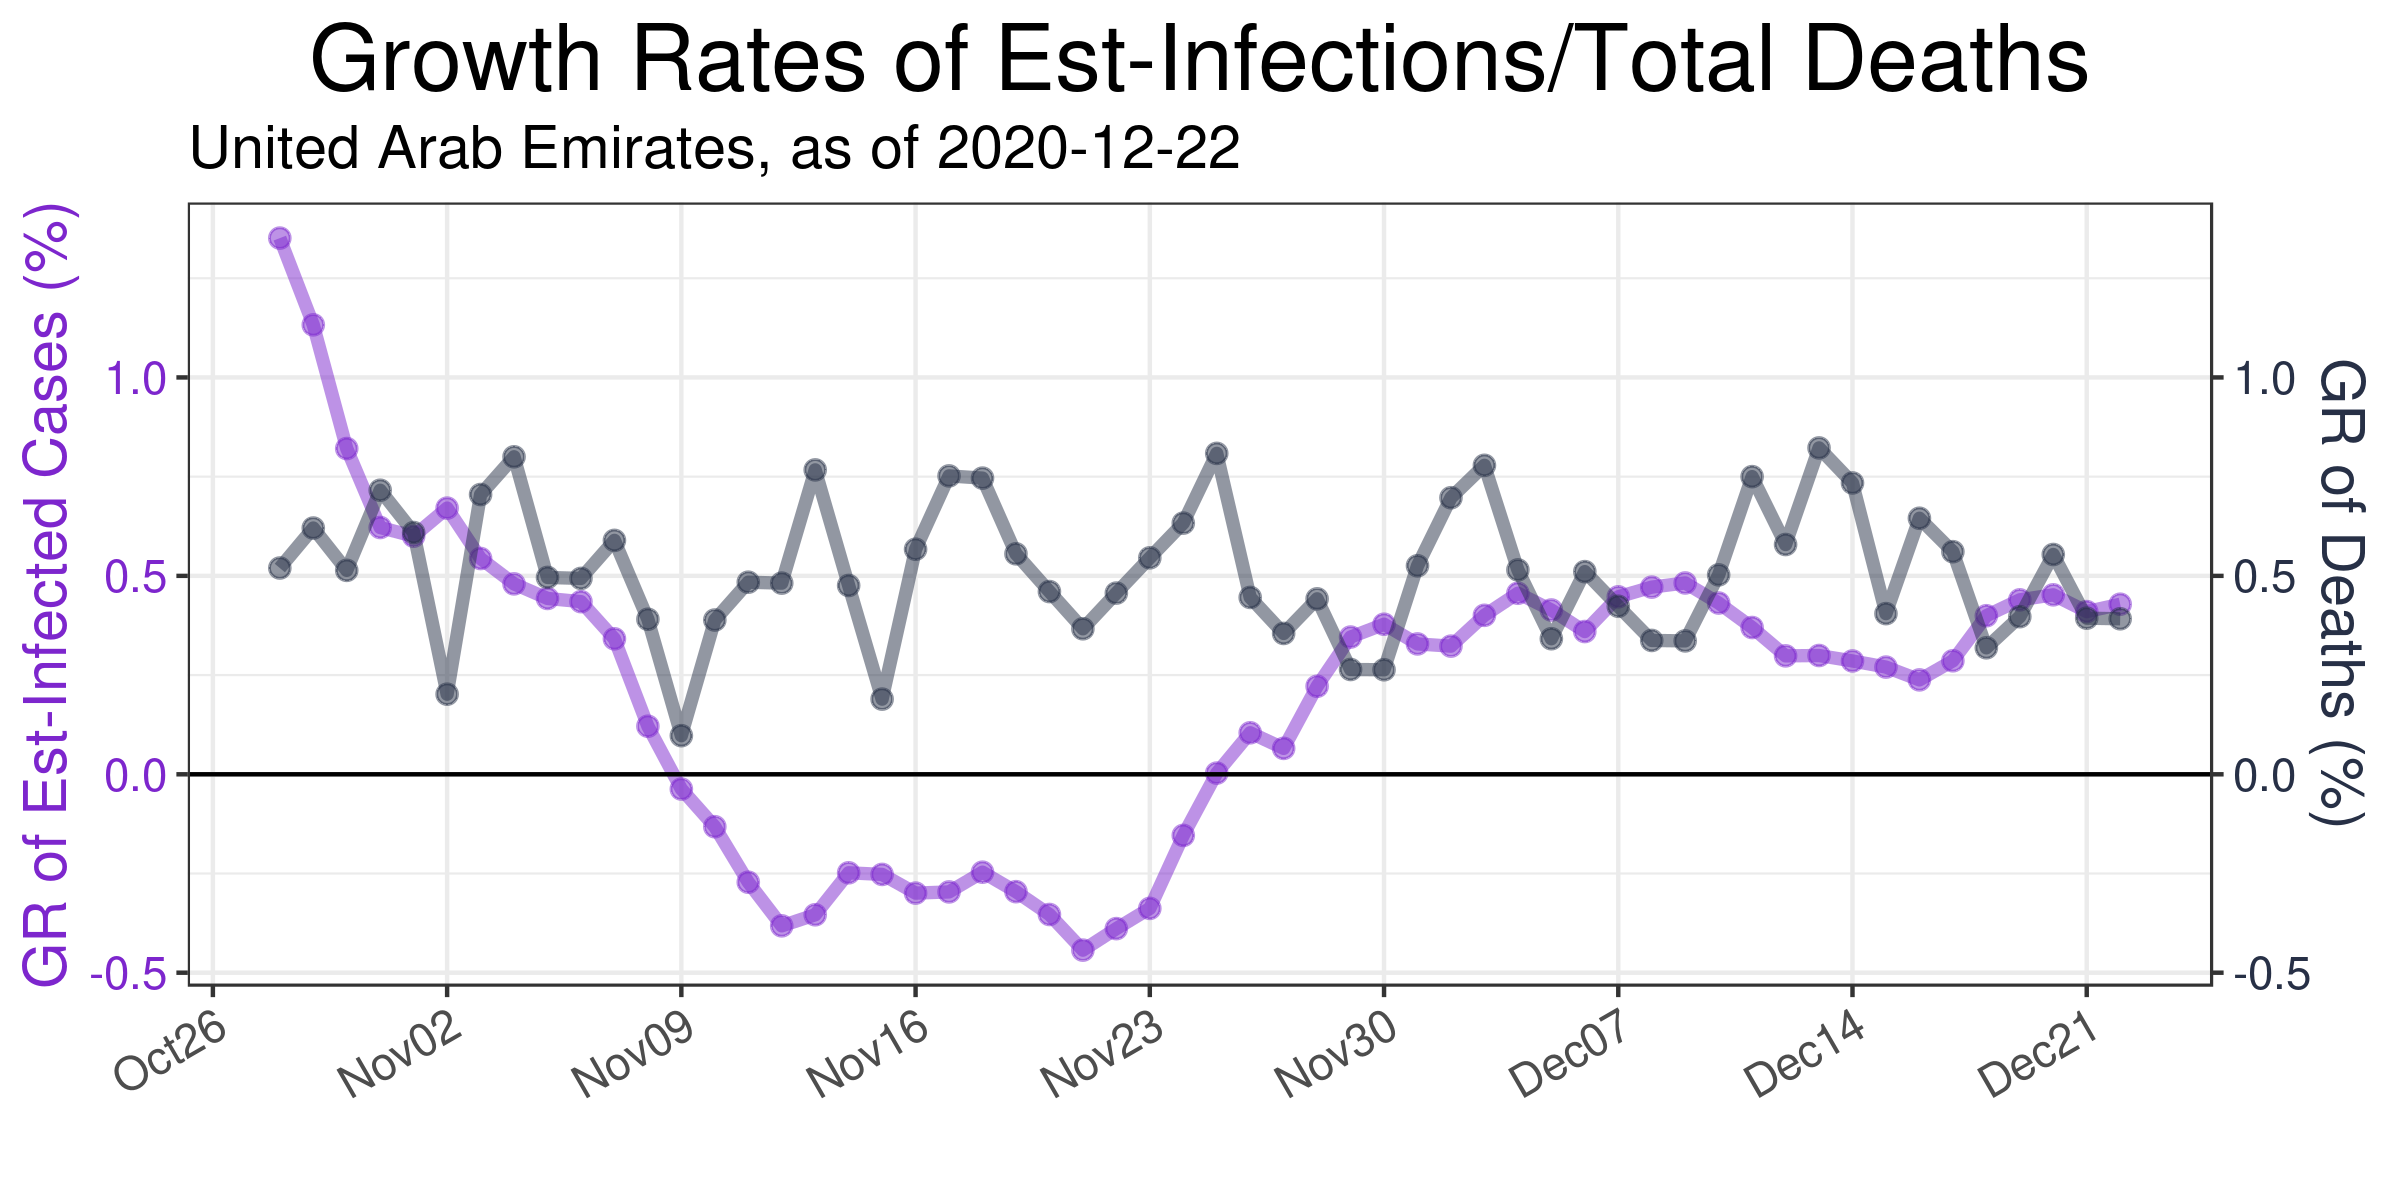 Growth Rates of Est-Infections/Total Deaths
United Arab Emirates, as of 2020-12-22
GR of Est-Infected Cases (%)
1.0
0.5
0.0
-0.5
1.0
0.5
0.0
-0.5
GR of Deaths (%)
Oct26
Nov02
Nov09
Nov16
Nov23
Nov30
Dec07
Dec14
Dec21